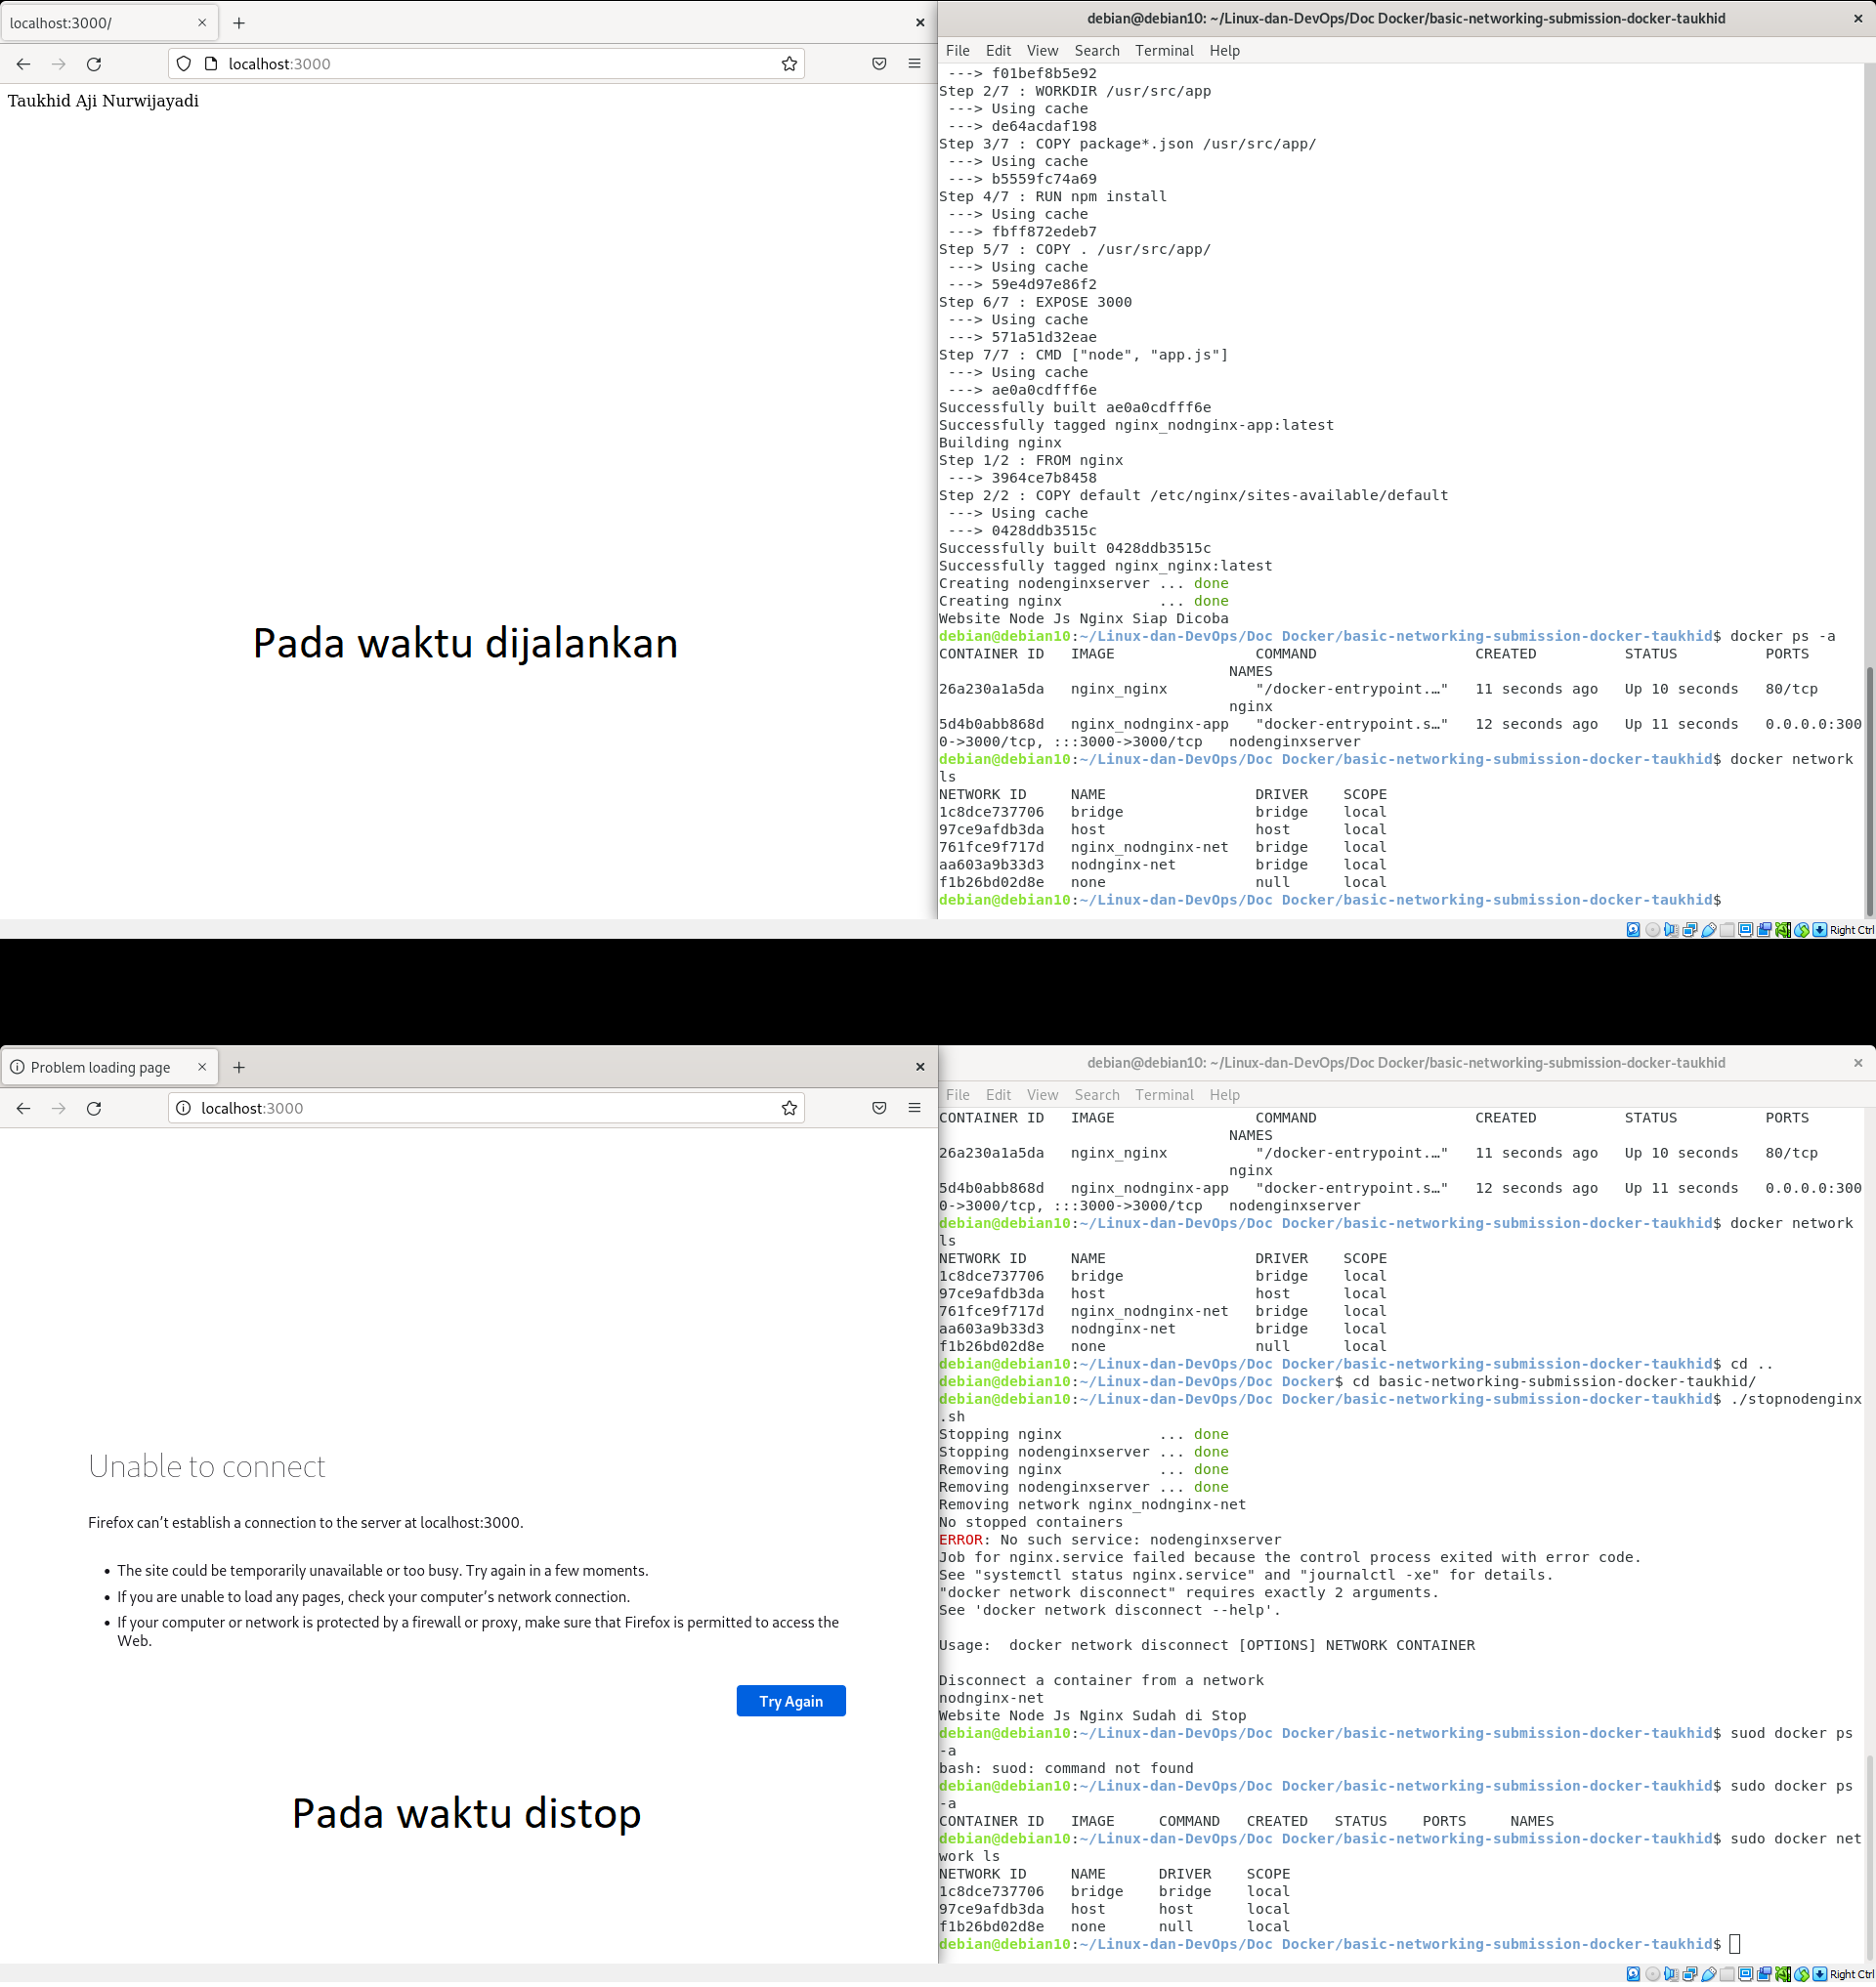 localhost:3000/
localhost:3000
Taukhid Aji Nurwijayadi
Pada waktu dijalankan
debian@debian10: ~/Linux-dan-DevOps/Doc Docker/basic-networking-submission-docker-taukhid
File Edit View Search Terminal Help
 ---> f01bef8b5e92
Step 2/7 : WORKDIR /usr/src/app
 ---> Using cache
 ---> de64acdaf198
Step 3/7 : COPY package*.json /usr/src/app/
 ---> Using cache
 ---> b5559fc74a69
Step 4/7 : RUN npm install
 ---> Using cache
 ---> fbff872edeb7
Step 5/7 : COPY . /usr/src/app/
 ---> Using cache
 ---> 59e4d97e86f2
Step 6/7 : EXPOSE 3000
 ---> Using cache
 ---> 571a51d32eae
Step 7/7 : CMD ["node", "app.js"]
 ---> Using cache
 ---> ae0a0cdfff6e
Successfully built ae0a0cdfff6e
Successfully tagged nginx_nodnginx-app:latest
Building nginx
Step 1/2 : FROM nginx
 ---> 3964ce7b8458
Step 2/2 : COPY default /etc/nginx/sites-available/default
 ---> Using cache
 ---> 0428ddb3515c
Successfully built 0428ddb3515c
Successfully tagged nginx_nginx:latest
Creating nodenginxserver ... done
Creating nginx           ... done
Website Node Js Nginx Siap Dicoba
debian@debian10:~/Linux-dan-DevOps/Doc Docker/basic-networking-submission-docker-taukhid$ docker ps -a
CONTAINER ID   IMAGE                COMMAND                  CREATED          STATUS          PORTS
                                 NAMES
26a230a1a5da   nginx_nginx          "/docker-entrypoint.…"   11 seconds ago   Up 10 seconds   80/tcp
                                 nginx
5d4b0abb868d   nginx_nodnginx-app   "docker-entrypoint.s…"   12 seconds ago   Up 11 seconds   0.0.0.0:300
0->3000/tcp, :::3000->3000/tcp   nodenginxserver
debian@debian10:~/Linux-dan-DevOps/Doc Docker/basic-networking-submission-docker-taukhid$ docker network
ls
NETWORK ID     NAME                 DRIVER    SCOPE
1c8dce737706   bridge               bridge    local
97ce9afdb3da   host                 host      local
761fce9f717d   nginx_nodnginx-net   bridge    local
aa603a9b33d3   nodnginx-net         bridge    local
f1b26bd02d8e   none                 null      local
debian@debian10:~/Linux-dan-DevOps/Doc Docker/basic-networking-submission-docker-taukhid$
Right Ctrl
Problem loading page
localhost:3000
Unable to connect
Firefox can’t establish a connection to the server at localhost:3000.
• The site could be temporarily unavailable or too busy. Try again in a few moments.
• If you are unable to load any pages, check your computer’s network connection.
• If your computer or network is protected by a firewall or proxy, make sure that Firefox is permitted to access the
Web.
Try Again
Pada waktu distop
debian@debian10: ~/Linux-dan-DevOps/Doc Docker/basic-networking-submission-docker-taukhid
File Edit View Search Terminal Help
CONTAINER ID   IMAGE                COMMAND                  CREATED          STATUS          PORTS
                                 NAMES
26a230a1a5da   nginx_nginx          "/docker-entrypoint.…"   11 seconds ago   Up 10 seconds   80/tcp
                                 nginx
5d4b0abb868d   nginx_nodnginx-app   "docker-entrypoint.s…"   12 seconds ago   Up 11 seconds   0.0.0.0:300
0->3000/tcp, :::3000->3000/tcp   nodenginxserver
debian@debian10:~/Linux-dan-DevOps/Doc Docker/basic-networking-submission-docker-taukhid$ docker network
ls
NETWORK ID     NAME                 DRIVER    SCOPE
1c8dce737706   bridge               bridge    local
97ce9afdb3da   host                 host      local
761fce9f717d   nginx_nodnginx-net   bridge    local
aa603a9b33d3   nodnginx-net         bridge    local
f1b26bd02d8e   none                 null      local
debian@debian10:~/Linux-dan-DevOps/Doc Docker/basic-networking-submission-docker-taukhid$ cd ..
debian@debian10:~/Linux-dan-DevOps/Doc Docker$ cd basic-networking-submission-docker-taukhid/
debian@debian10:~/Linux-dan-DevOps/Doc Docker/basic-networking-submission-docker-taukhid$ ./stopnodenginx
.sh
Stopping nginx           ... done
Stopping nodenginxserver ... done
Removing nginx           ... done
Removing nodenginxserver ... done
Removing network nginx_nodnginx-net
No stopped containers
ERROR: No such service: nodenginxserver
Job for nginx.service failed because the control process exited with error code.
See "systemctl status nginx.service" and "journalctl -xe" for details.
"docker network disconnect" requires exactly 2 arguments.
See 'docker network disconnect --help'.
Usage:  docker network disconnect [OPTIONS] NETWORK CONTAINER
Disconnect a container from a network
nodnginx-net
Website Node Js Nginx Sudah di Stop
debian@debian10:~/Linux-dan-DevOps/Doc Docker/basic-networking-submission-docker-taukhid$ suod docker ps
-a
bash: suod: command not found
debian@debian10:~/Linux-dan-DevOps/Doc Docker/basic-networking-submission-docker-taukhid$ sudo docker ps
-a
CONTAINER ID   IMAGE     COMMAND   CREATED   STATUS    PORTS     NAMES
debian@debian10:~/Linux-dan-DevOps/Doc Docker/basic-networking-submission-docker-taukhid$ sudo docker net
work ls
NETWORK ID     NAME      DRIVER    SCOPE
1c8dce737706   bridge    bridge    local
97ce9afdb3da   host      host      local
f1b26bd02d8e   none      null      local
debian@debian10:~/Linux-dan-DevOps/Doc Docker/basic-networking-submission-docker-taukhid$
Right Ctrl